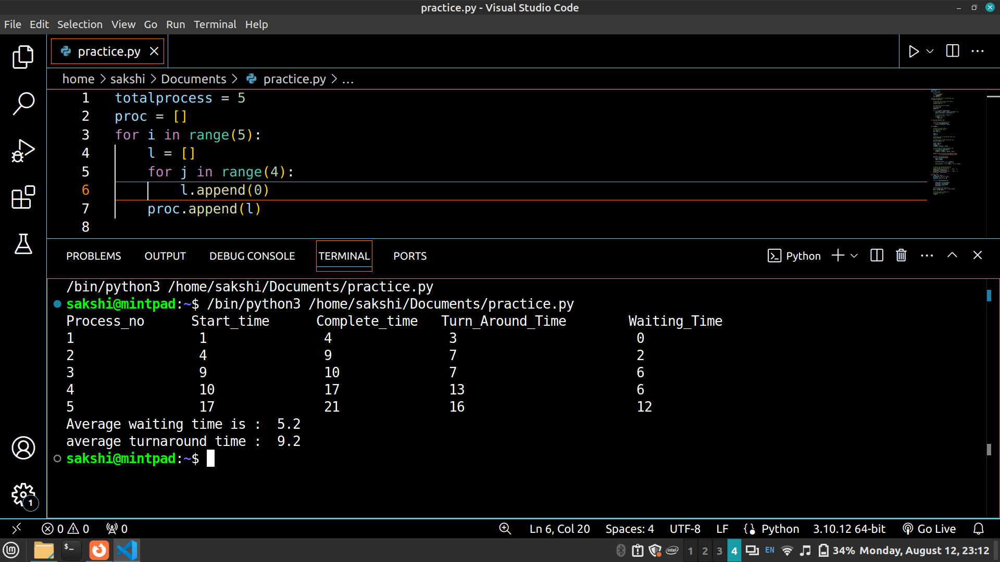 practice.py - Visual Studio Code
File Edit Selection View Go Run Terminal Help
practice.py
home > sakshi > Documents > practice.py > ...
1 totalprocess = 5
2 proc = []
3 for i in range(5):
4     l = []
5     for j in range(4):
6         l.append(0)
7     proc.append(l)
8
PROBLEMS OUTPUT DEBUG CONSOLE TERMINAL PORTS Python
/bin/python3 /home/sakshi/Documents/practice.py
sakshi@mintpad:~$ /bin/python3 /home/sakshi/Documents/practice.py
Process_no Start_time Complete_time Turn_Around_Time Waiting_Time
1 1 4 3 0
2 4 9 7 2
3 9 10 7 6
4 10 17 13 6
5 17 21 16 12
Average waiting time is : 5.2
average turnaround time : 9.2
sakshi@mintpad:~$
1
0 0 0 Ln 6, Col 20 Spaces: 4 UTF-8 LF Python 3.10.12 64-bit Go Live
$_ intel 1 2 3 4 EN 34% Monday, August 12, 23:12